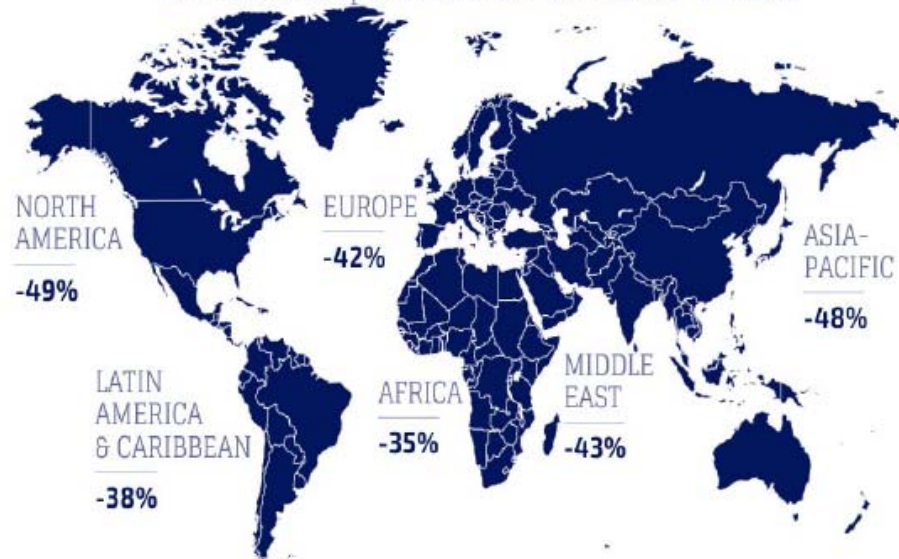 NORTH
AMERICA
-49%
EUROPE
-42%
ASIA-
PACIFIC
-48%
LATIN
AMERICA
& CARIBBEAN
-38%
AFRICA
-35%
MIDDLE
EAST
-43%